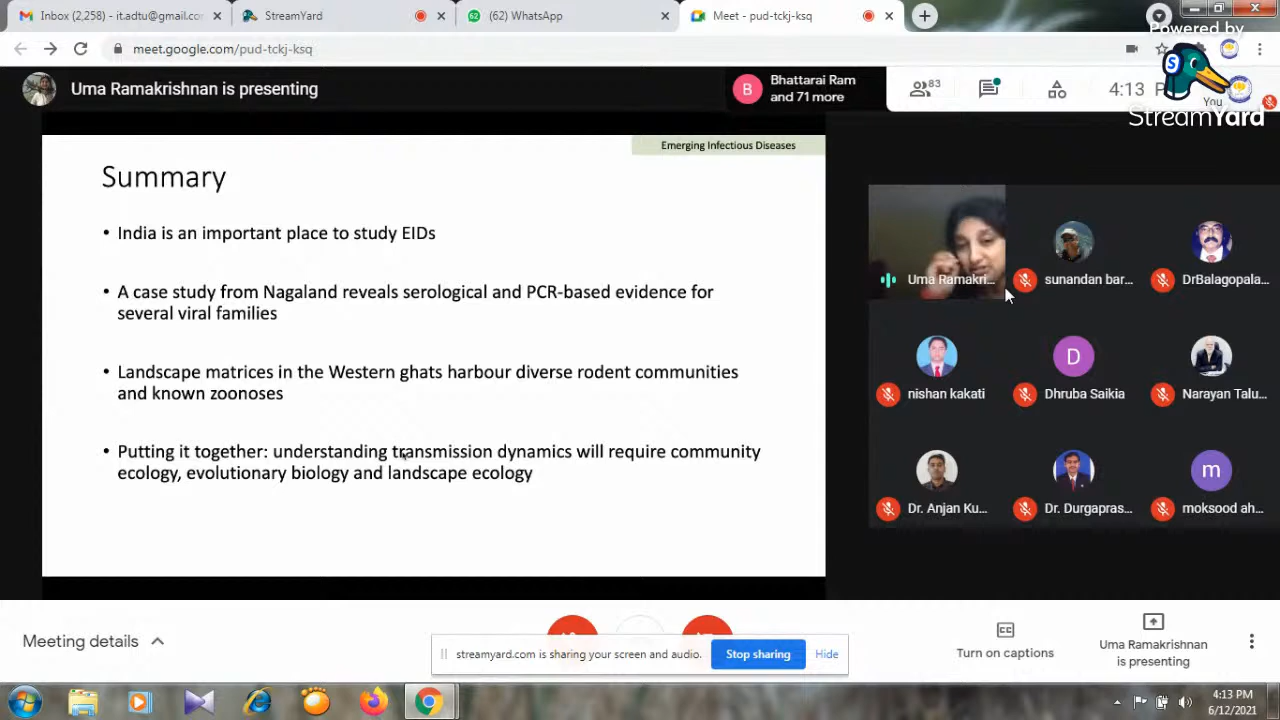 Inbox (2,258) - it.adtu@gmail.co
StreamYard
(62) WhatsApp
Meet - pud-tckj-ksq
meet.google.com/pud-tckj-ksq
Powered by
StreamYard
Uma Ramakrishnan is presenting
B
Bhattarai Ram
and 71 more
83
4:13
You
Emerging Infectious Diseases
Summary
• India is an important place to study EIDs
• A case study from Nagaland reveals serological and PCR-based evidence for
several viral families
• Landscape matrices in the Western ghats harbour diverse rodent communities
and known zoonoses
• Putting it together: understanding transmission dynamics will require community
ecology, evolutionary biology and landscape ecology
Uma Ramakri...
sunandan bar...
DrBalagopala...
nishan kakati
D
Dhruba Saikia
Narayan Talu...
Dr. Anjan Ku...
Dr. Durgapras...
m
moksood ah...
Meeting details
streamyard.com is sharing your screen and audio.
Stop sharing
Hide
CC
Turn on captions
Uma Ramakrishnan
is presenting
4:13 PM
6/12/2021